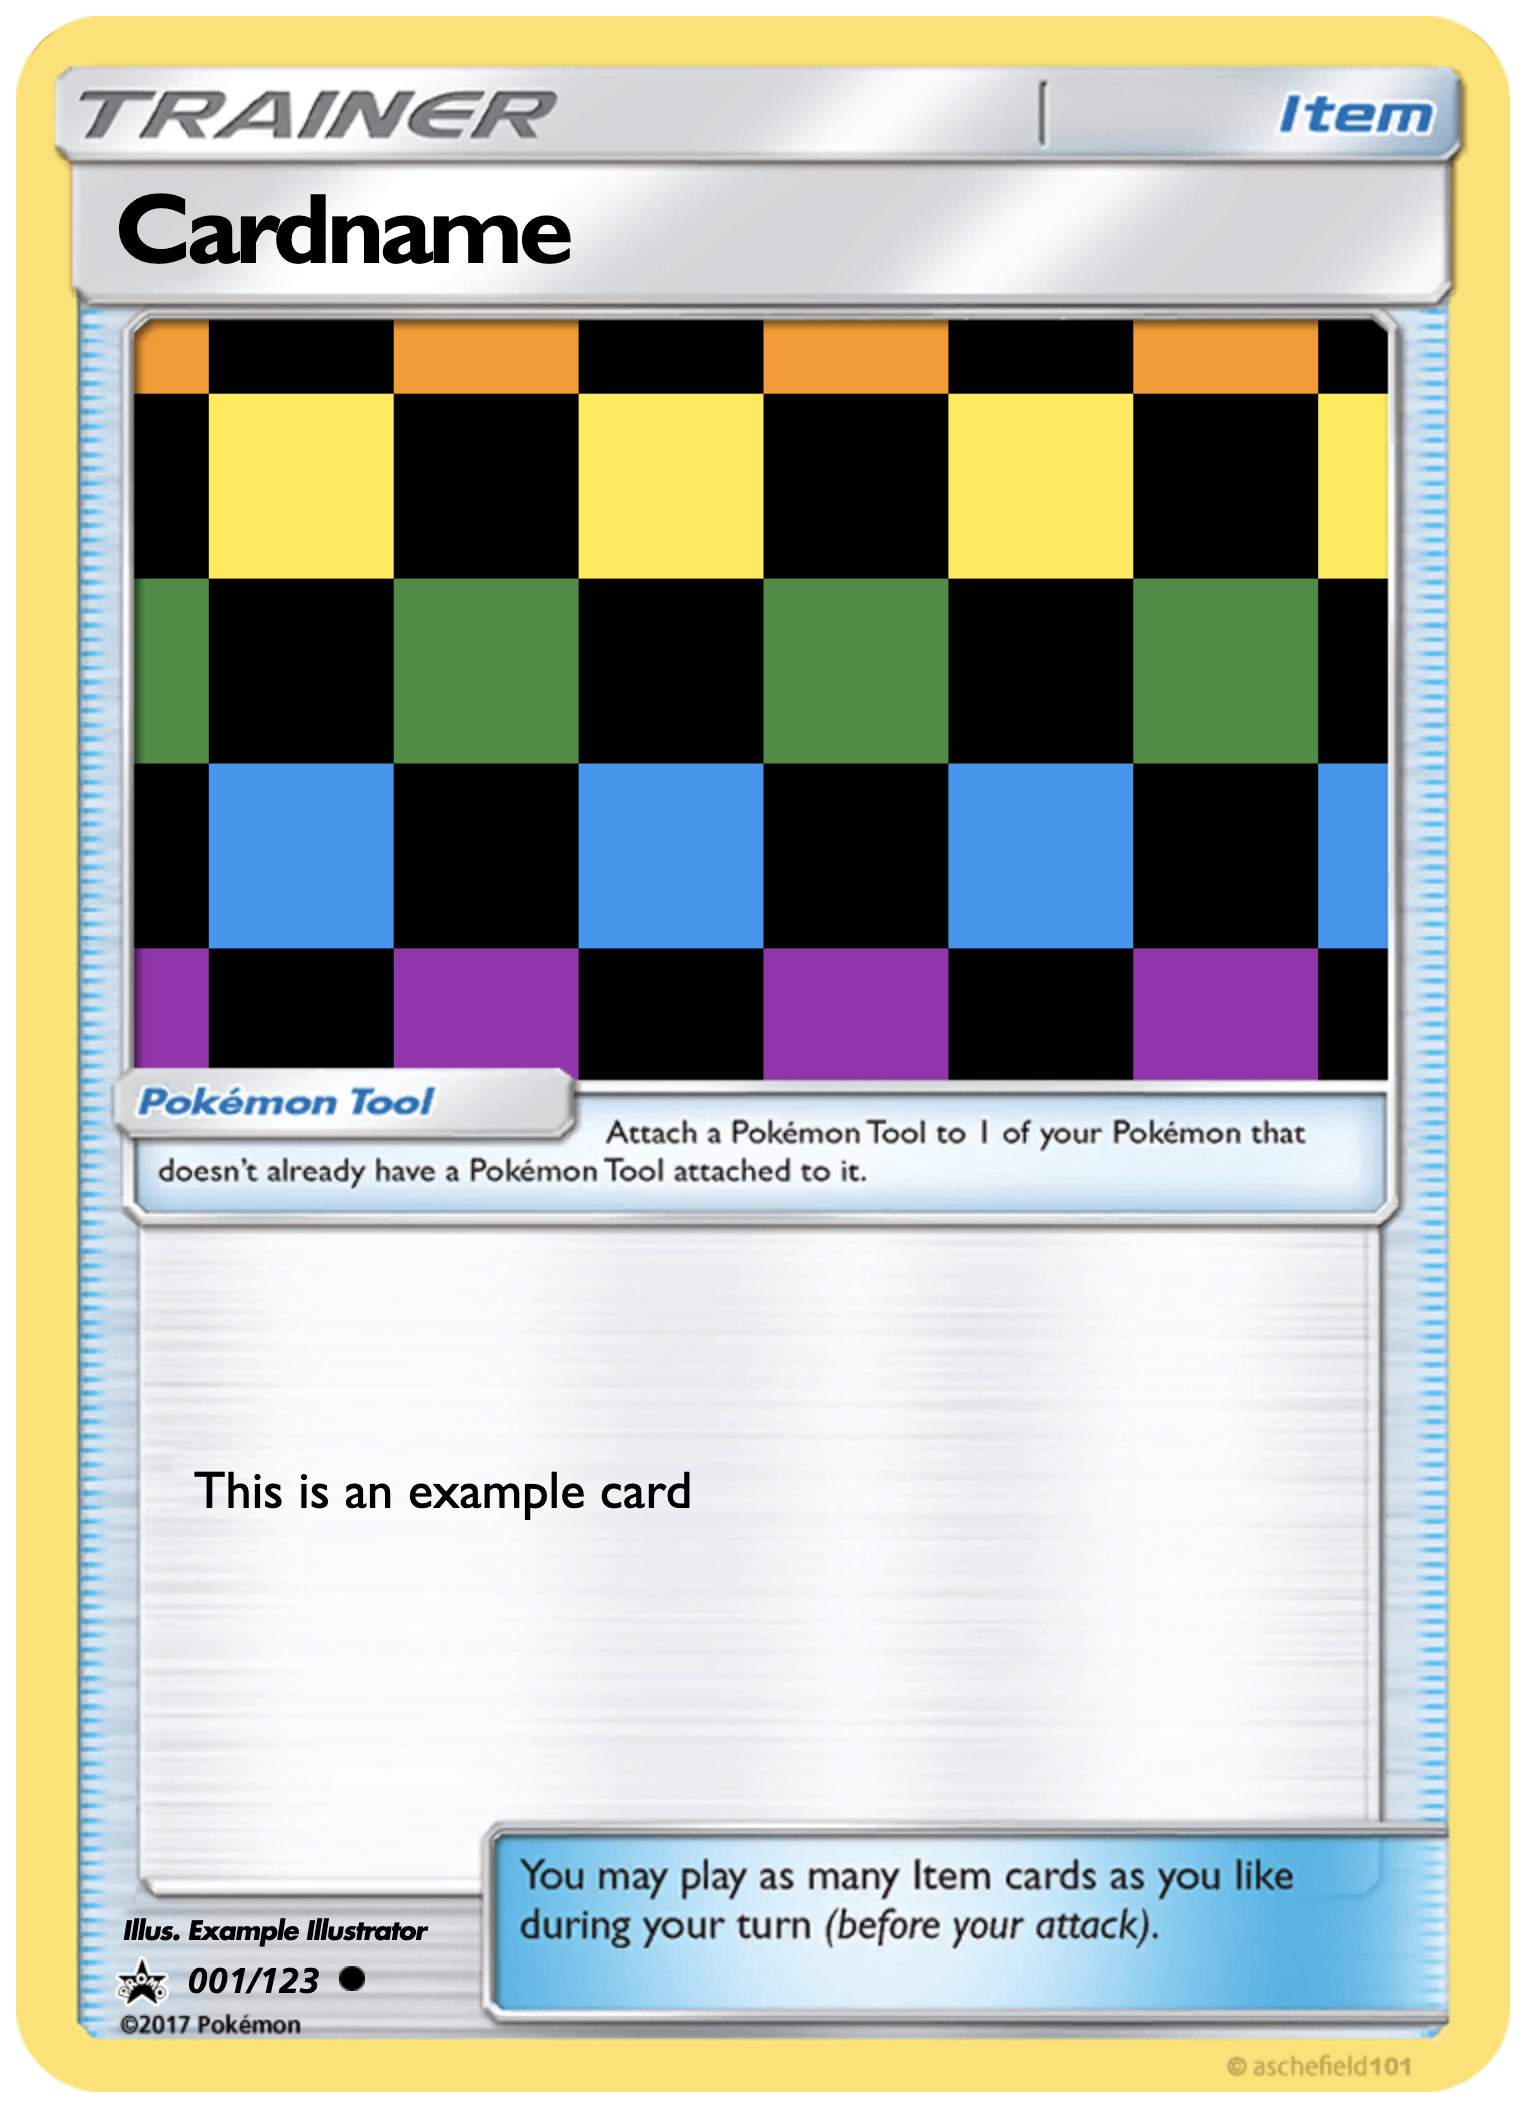 TRAINER
Item
Cardname
Pokémon Tool
Attach a Pokémon Tool to 1 of your Pokémon that
doesn't already have a Pokémon Tool attached to it.
This is an example card
You may play as many Item cards as you like
during your turn (before your attack).
Illus. Example Illustrator
PROMO 001/123
©2017 Pokémon
© aschefield101